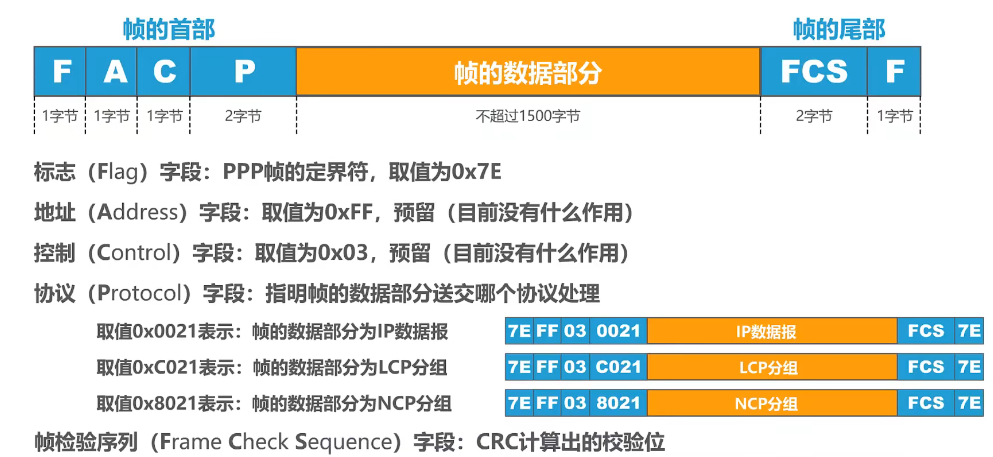 帧的首部 帧的尾部
F A C P 帧的数据部分 FCS F
1字节 1字节 1字节 2字节 不超过1500字节 2字节 1字节
标志（Flag）字段：PPP帧的定界符，取值为0x7E
地址（Address）字段：取值为0xFF，预留（目前没有什么作用）
控制（Control）字段：取值为0x03，预留（目前没有什么作用）
协议（Protocol）字段：指明帧的数据部分送交哪个协议处理
取值0x0021表示：帧的数据部分为IP数据报 7E FF 03 0021 IP数据报 FCS 7E
取值0xC021表示：帧的数据部分为LCP分组 7E FF 03 C021 LCP分组 FCS 7E
取值0x8021表示：帧的数据部分为NCP分组 7E FF 03 8021 NCP分组 FCS 7E
帧检验序列（Frame Check Sequence）字段：CRC计算出的校验位